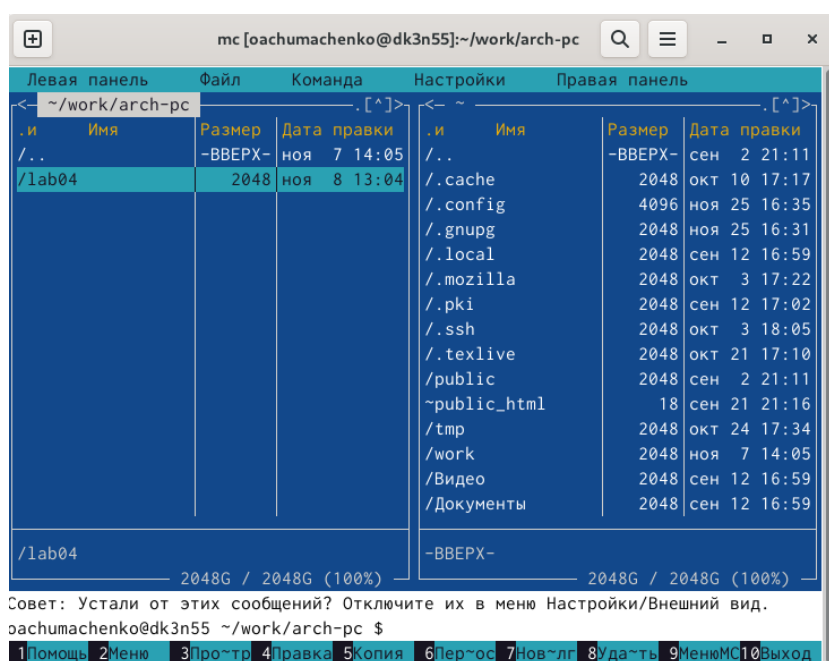 mc [oachumachenko@dk3n55]:~/work/arch-pc
Левая панель Файл Команда Настройки Правая панель
<— ~/work/arch-pc .[^]>
.и Имя Размер Дата правки
/.. -ВВЕРХ- ноя 7 14:05
/lab04 2048 ноя 8 13:04
/lab04
2048G / 2048G (100%)
<— ~ .[^]>
.и Имя Размер Дата правки
/.. -ВВЕРХ- сен 2 21:11
/.cache 2048 окт 10 17:17
/.config 4096 ноя 25 16:35
/.gnupg 2048 ноя 25 16:31
/.local 2048 сен 12 16:59
/.mozilla 2048 окт 3 17:22
/.pki 2048 сен 12 17:02
/.ssh 2048 окт 3 18:05
/.texlive 2048 окт 21 17:10
/public 2048 сен 2 21:11
~public_html 18 сен 21 21:16
/tmp 2048 окт 24 17:34
/work 2048 ноя 7 14:05
/Видео 2048 сен 12 16:59
/Документы 2048 сен 12 16:59
-ВВЕРХ-
2048G / 2048G (100%)
Совет: Устали от этих сообщений? Отключите их в меню Настройки/Внешний вид.
oachumachenko@dk3n55 ~/work/arch-pc $
1Помощь 2Меню 3Про~тр 4Правка 5Копия 6Пер~ос 7Нов~лг 8Уда~ть 9МенюMC 10Выход